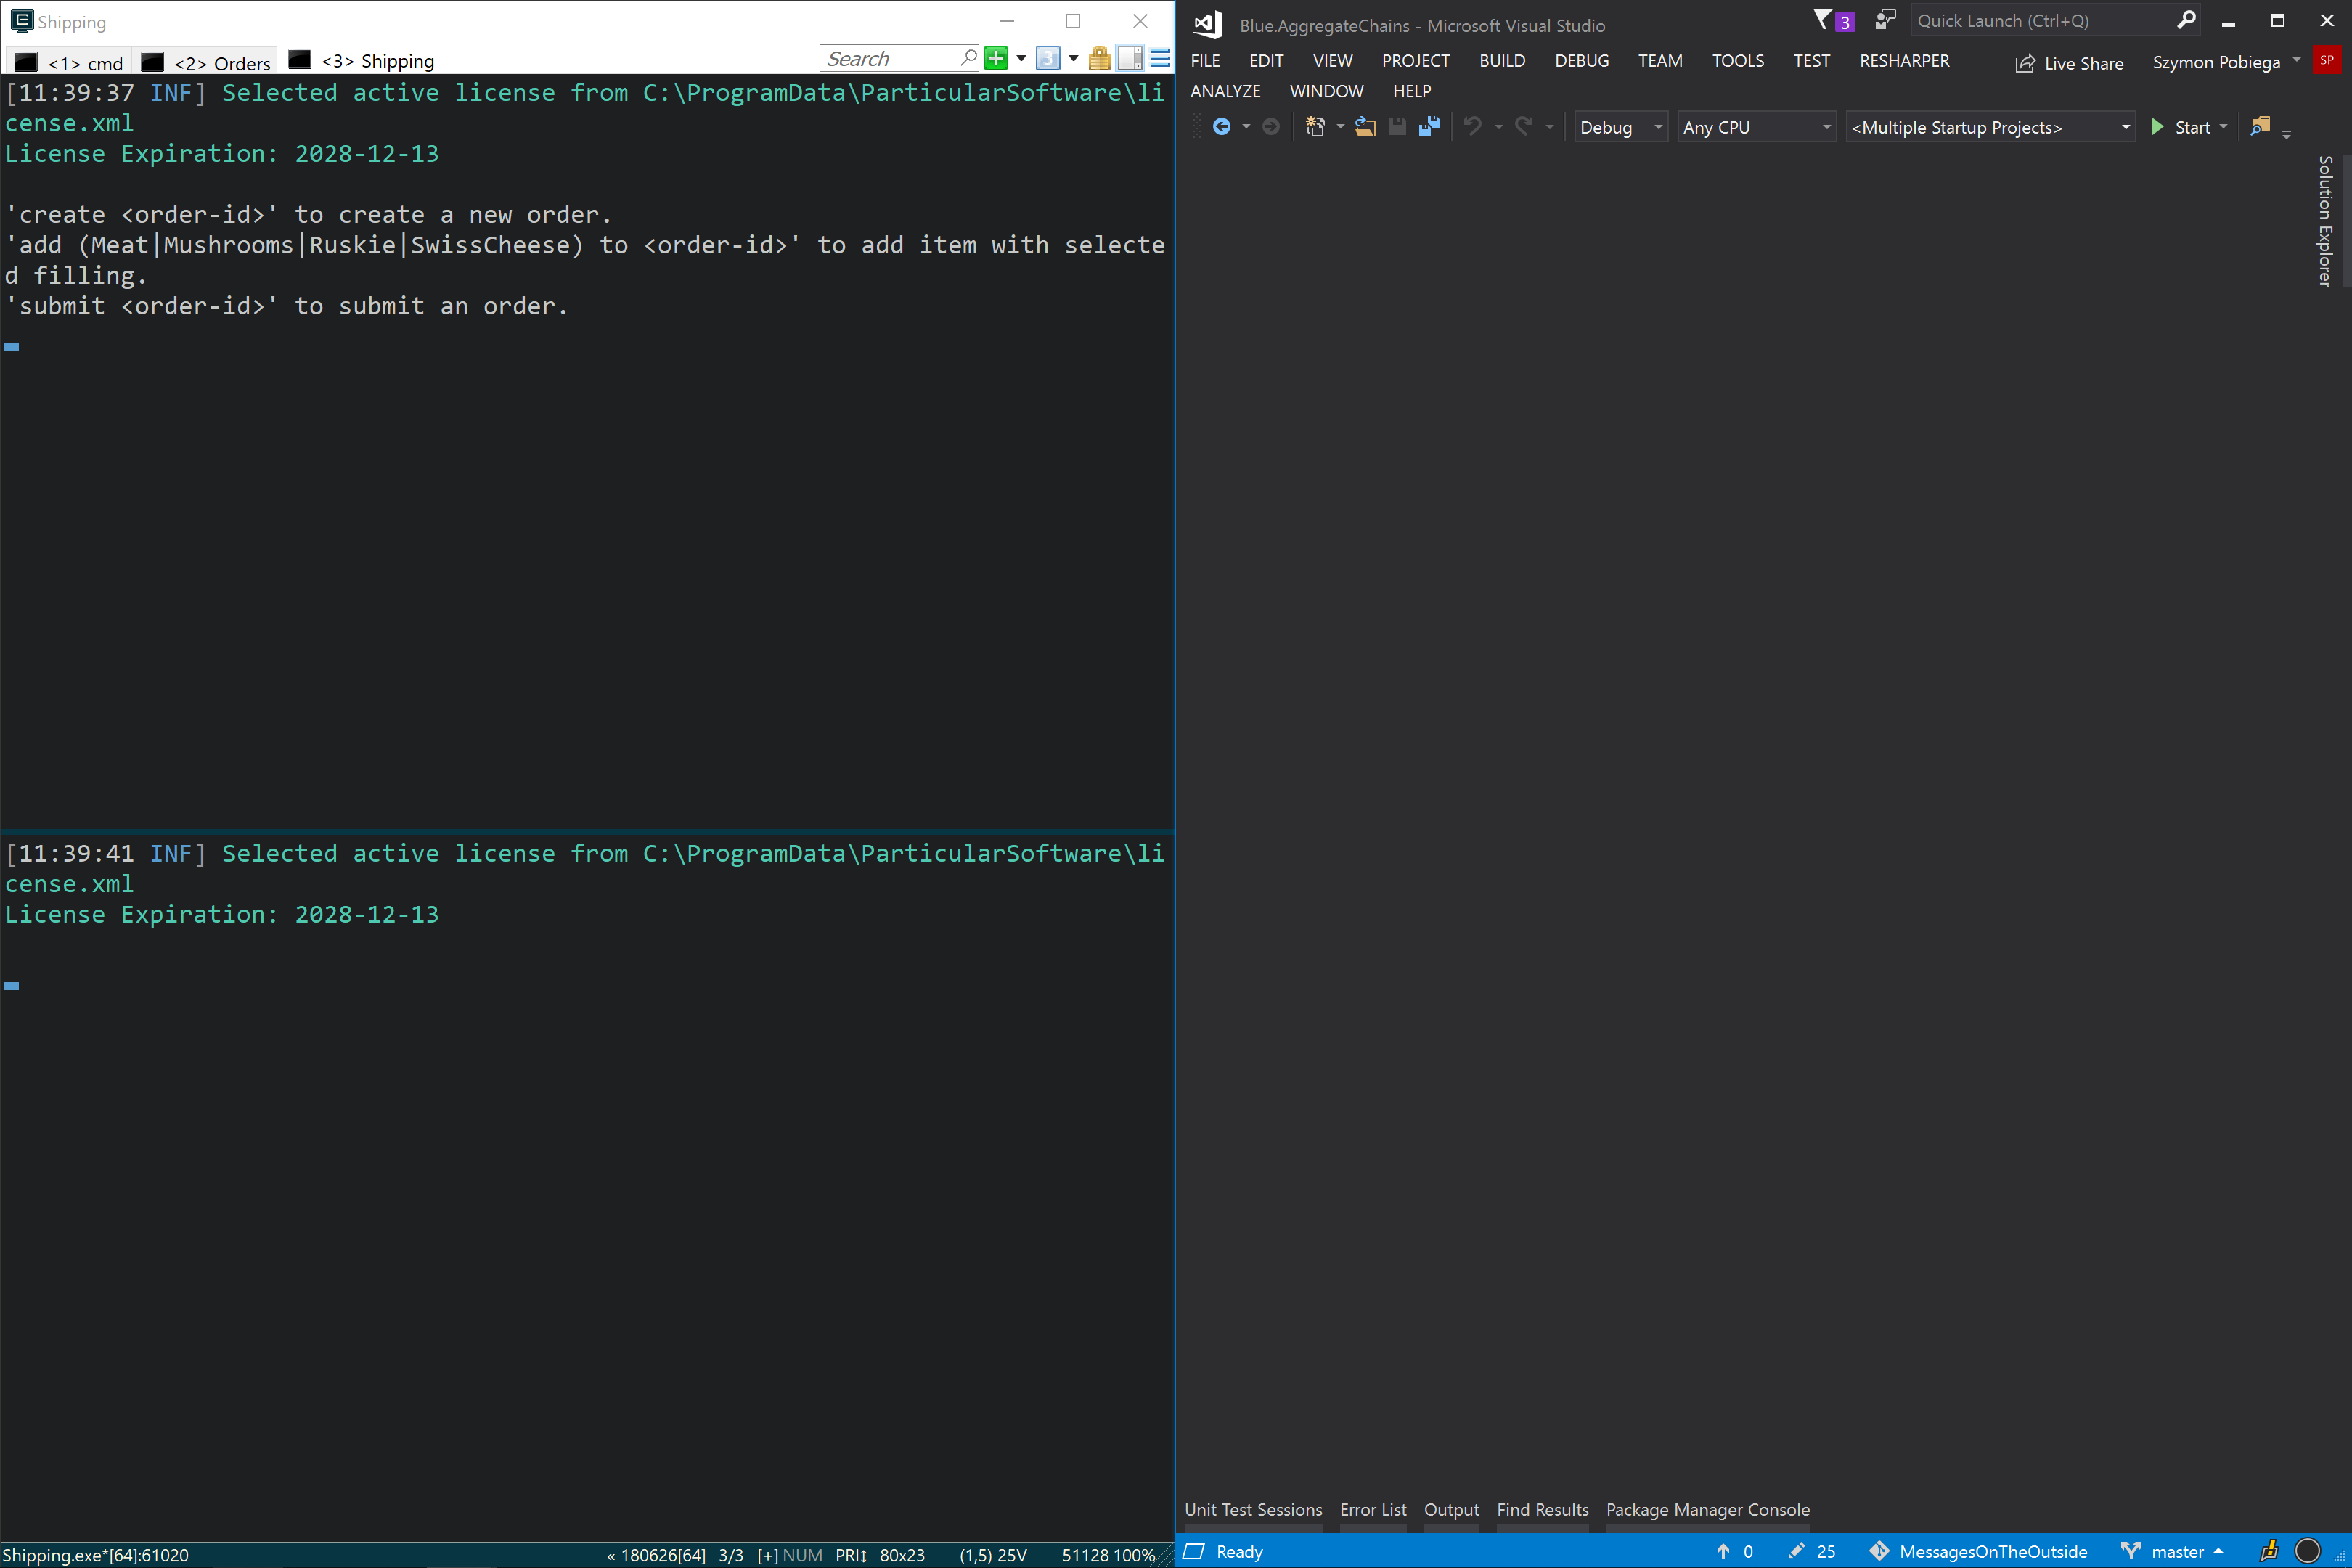 Shipping
<1> cmd
<2> Orders
<3> Shipping
Search
3
[11:39:37 INF] Selected active license from C:\ProgramData\ParticularSoftware\li
cense.xml
License Expiration: 2028-12-13
'create <order-id>' to create a new order.
'add (Meat|Mushrooms|Ruskie|SwissCheese) to <order-id>' to add item with selecte
d filling.
'submit <order-id>' to submit an order.
[11:39:41 INF] Selected active license from C:\ProgramData\ParticularSoftware\li
cense.xml
License Expiration: 2028-12-13
Shipping.exe*[64]:61020 « 180626[64] 3/3 [+] NUM PRI↕ 80x23 (1,5) 25V 51128 100%
Blue.AggregateChains - Microsoft Visual Studio
3
Quick Launch (Ctrl+Q)
FILE EDIT VIEW PROJECT BUILD DEBUG TEAM TOOLS TEST RESHARPER
Live Share
Szymon Pobiega
SP
ANALYZE WINDOW HELP
Debug Any CPU <Multiple Startup Projects> Start
Solution Explorer
Unit Test Sessions Error List Output Find Results Package Manager Console
Ready 0 25 MessagesOnTheOutside master